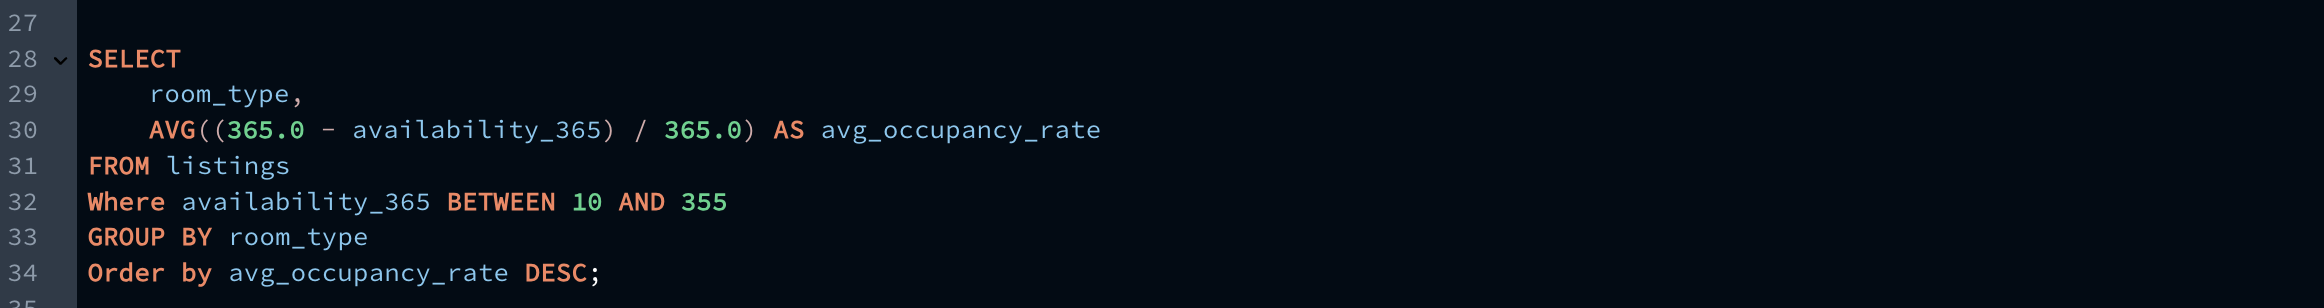 27
28 SELECT
29     room_type,
30     AVG((365.0 - availability_365) / 365.0) AS avg_occupancy_rate
31 FROM listings
32 Where availability_365 BETWEEN 10 AND 355
33 GROUP BY room_type
34 Order by avg_occupancy_rate DESC;
35